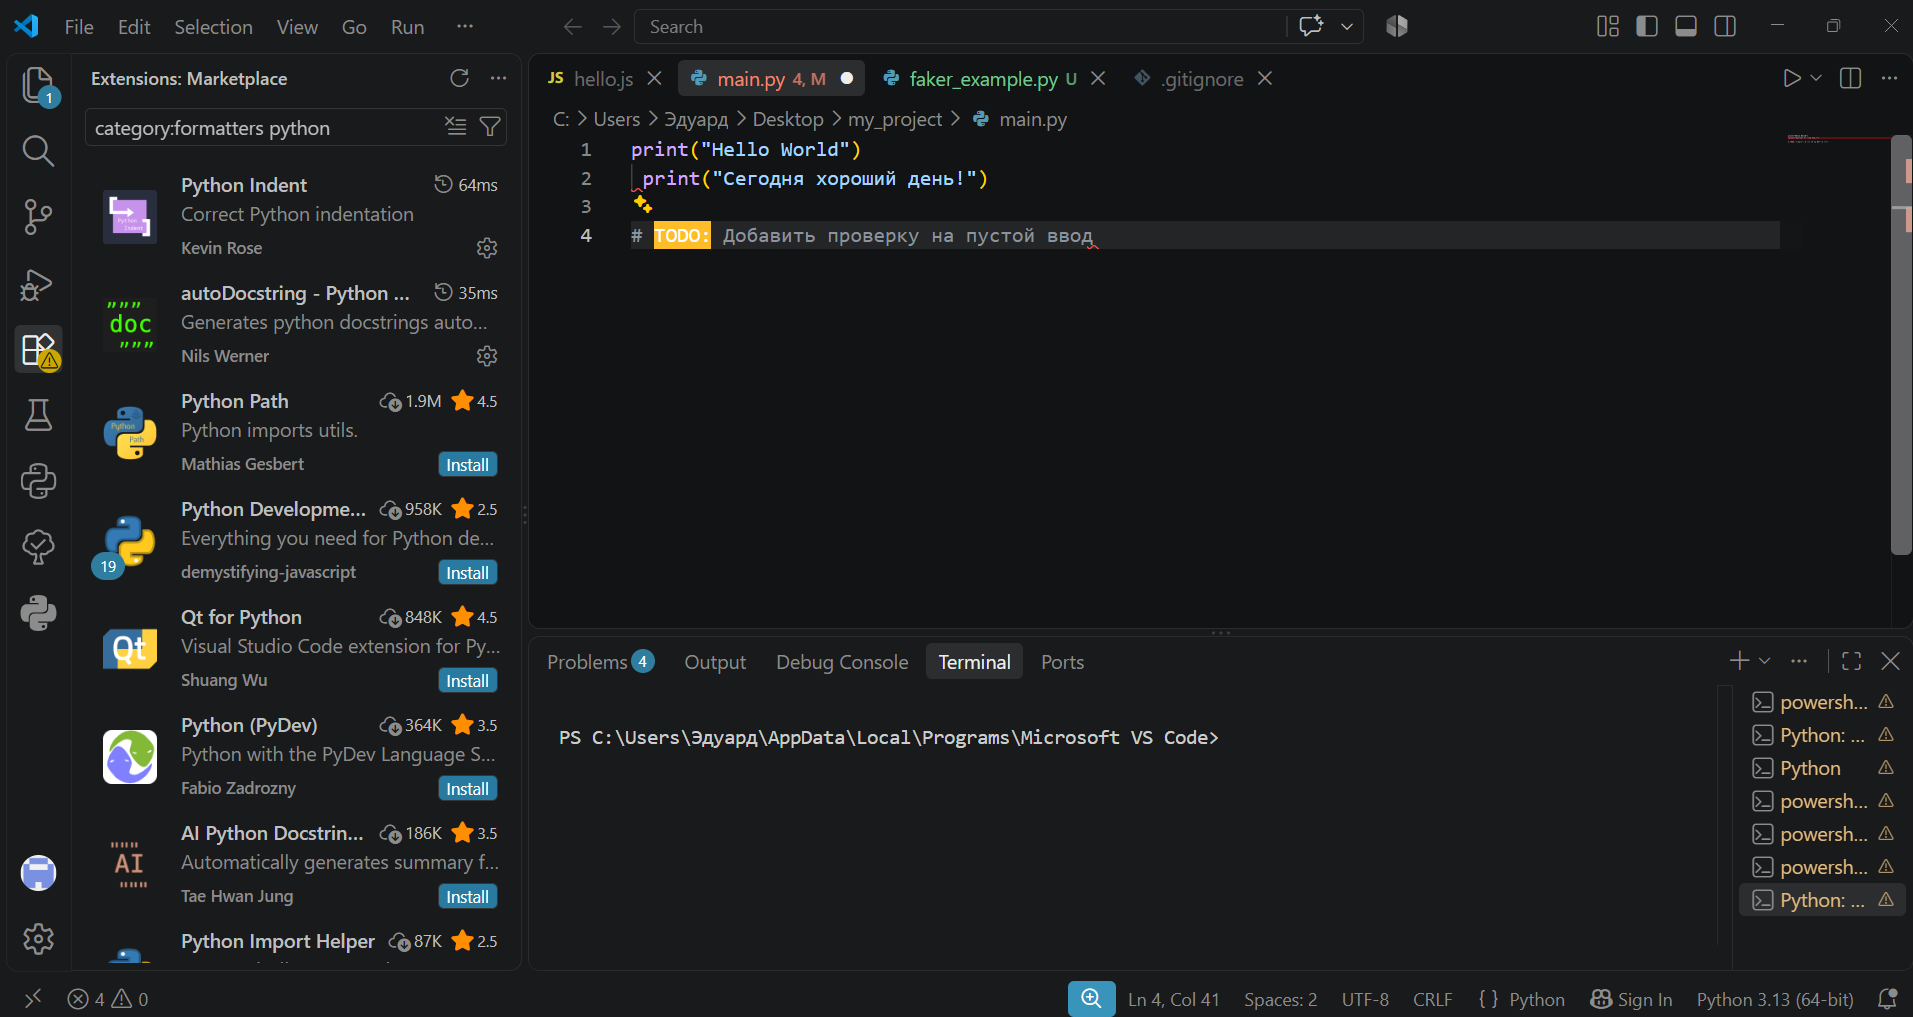 File Edit Selection View Go Run ...
Search
Extensions: Marketplace
category:formatters python
Python Indent 64ms
Correct Python indentation
Kevin Rose
autoDocstring - Python ... 35ms
Generates python docstrings auto...
Nils Werner
Python Path 1.9M 4.5
Python imports utils.
Mathias Gesbert Install
Python Developme... 958K 2.5
Everything you need for Python de...
demystifying-javascript Install
Qt for Python 848K 4.5
Visual Studio Code extension for Py...
Shuang Wu Install
Python (PyDev) 364K 3.5
Python with the PyDev Language S...
Fabio Zadrozny Install
AI Python Docstrin... 186K 3.5
Automatically generates summary f...
Tae Hwan Jung Install
Python Import Helper 87K 2.5
1
19
"""
doc
"""
Python
Path
Qt
"""
AI
"""
JS hello.js main.py 4, M faker_example.py U .gitignore
C: > Users > Эдуард > Desktop > my_project > main.py
1 print("Hello World")
2 print("Сегодня хороший день!")
3
4 # TODO: Добавить проверку на пустой ввод
Problems 4 Output Debug Console Terminal Ports
PS C:\Users\Эдуард\AppData\Local\Programs\Microsoft VS Code>
powersh...
Python: ...
Python
powersh...
powersh...
powersh...
Python: ...
4 0
Ln 4, Col 41 Spaces: 2 UTF-8 CRLF { } Python Sign In Python 3.13 (64-bit)